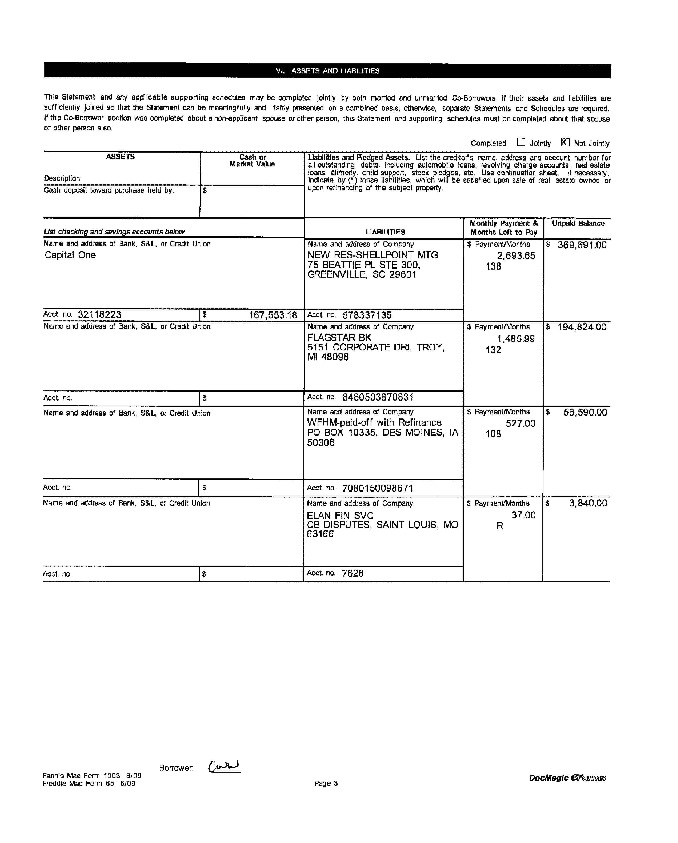 VI. ASSETS AND LIABILITIES
This Statement and any applicable supporting schedules may be completed jointly by both married and unmarried Co-Borrowers if their assets and liabilities are
sufficiently joined so that the Statement can be meaningfully and fairly presented on a combined basis; otherwise, separate Statements and Schedules are required.
If the Co-Borrower section was completed about a non-applicant spouse or other person, this Statement and supporting schedules must be completed about that spouse
or other person also.
Completed ☐ Jointly ☒ Not Jointly
ASSETS
Description
Cash or
Market Value
Cash deposit toward purchase held by:
$
Liabilities and Pledged Assets. List the creditor's name, address and account number for
all outstanding debts, including automobile loans, revolving charge accounts, real estate
loans, alimony, child support, stock pledges, etc. Use continuation sheet, if necessary.
Indicate by (*) those liabilities, which will be satisfied upon sale of real estate owned or
upon refinancing of the subject property.
List checking and savings accounts below
LIABILITIES
Monthly Payment &
Months Left to Pay
Unpaid Balance
Name and address of Bank, S&L, or Credit Union
Capital One
Acct. no. 32118223
$ 167,553.18
Name and address of Company
NEW RES-SHELLPOINT MTG
75 BEATTIE PL STE 300,
GREENVILLE, SC 29601
Acct. no. 578337135
$ Payment/Months
2,693.65
138
$ 369,691.00
Name and address of Bank, S&L, or Credit Union
Acct. no.
$
Name and address of Company
FLAGSTAR BK
5151 CORPORATE DRI, TROY,
MI 48098
Acct. no.
$ Payment/Months
1,485.99
132
$ 194,824.00
Name and address of Bank, S&L, or Credit Union
Acct. no.
$
Name and address of Company
WFHM-paid-off with Refinance
PO BOX 10335, DES MOINES, IA
50306
Acct. no. 7080150098671
$ Payment/Months
527.00
108
$
Name and address of Bank, S&L, or Credit Union
Acct. no.
$
Name and address of Company
ELAN FIN SVC
CB DISPUTES, SAINT LOUIS, MO
63166
Acct. no. 7626
$ Payment/Months
37.00
R
$ 3,840.00
Borrower:
Fannie Mae Form 1003 6/09
Freddie Mac Form 65 6/09
Page 3
DocMagic